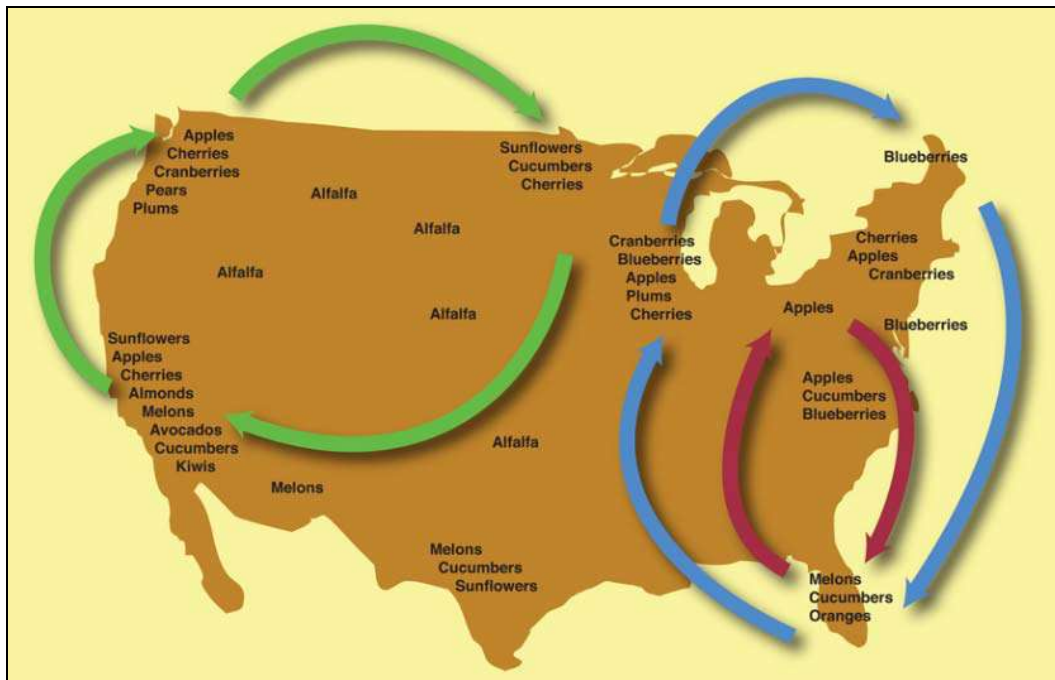 Apples
Cherries
Cranberries
Pears
Plums
Alfalfa
Sunflowers
Cucumbers
Cherries
Blueberries
Alfalfa
Cranberries
Blueberries
Apples
Plums
Cherries
Cherries
Apples
Cranberries
Alfalfa
Alfalfa
Apples
Blueberries
Sunflowers
Apples
Cherries
Almonds
Melons
Avocados
Cucumbers
Kiwis
Apples
Cucumbers
Blueberries
Alfalfa
Melons
Melons
Cucumbers
Sunflowers
Melons
Cucumbers
Oranges